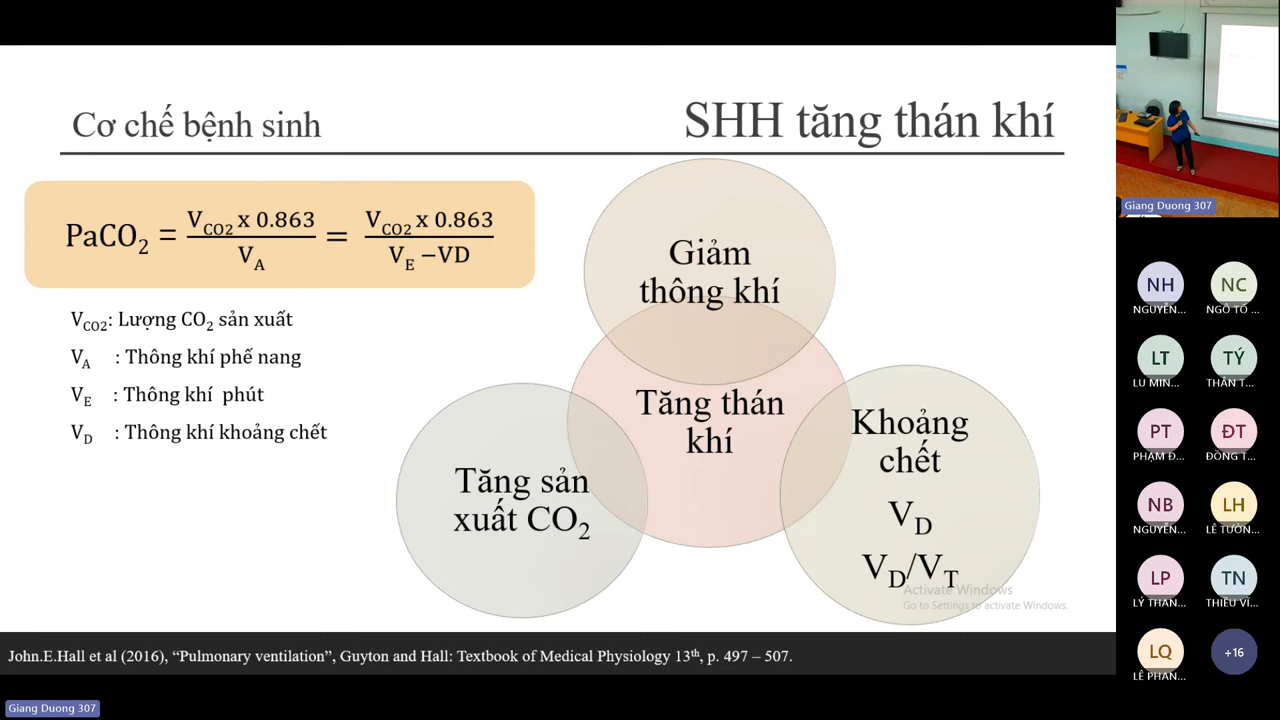 Cơ chế bệnh sinh
SHH tăng thán khí
PaCO2 = VCO2 x 0.863 / VA = VCO2 x 0.863 / VE –VD
VCO2: Lượng CO2 sản xuất
VA : Thông khí phế nang
VE : Thông khí phút
VD : Thông khí khoảng chết
Giảm
thông khí
Tăng thán
khí
Tăng sản
xuất CO2
Khoảng
chết
VD
VD/VT
Activate Windows
Go to Settings to activate Windows.
John.E.Hall et al (2016), “Pulmonary ventilation”, Guyton and Hall: Textbook of Medical Physiology 13th, p. 497 – 507.
Giang Duong 307
Giang Duong 307
NH
NGUYỄN...
NC
NGÔ TỐ ...
LT
LU MIN...
TÝ
THÂN T...
PT
PHẠM Đ...
ĐT
ĐỒNG T...
NB
NGUYỄN...
LH
LÊ TƯỜN...
LP
LÝ THAN...
TN
THIỀU VĨ...
LQ
LÊ PHAN...
+16